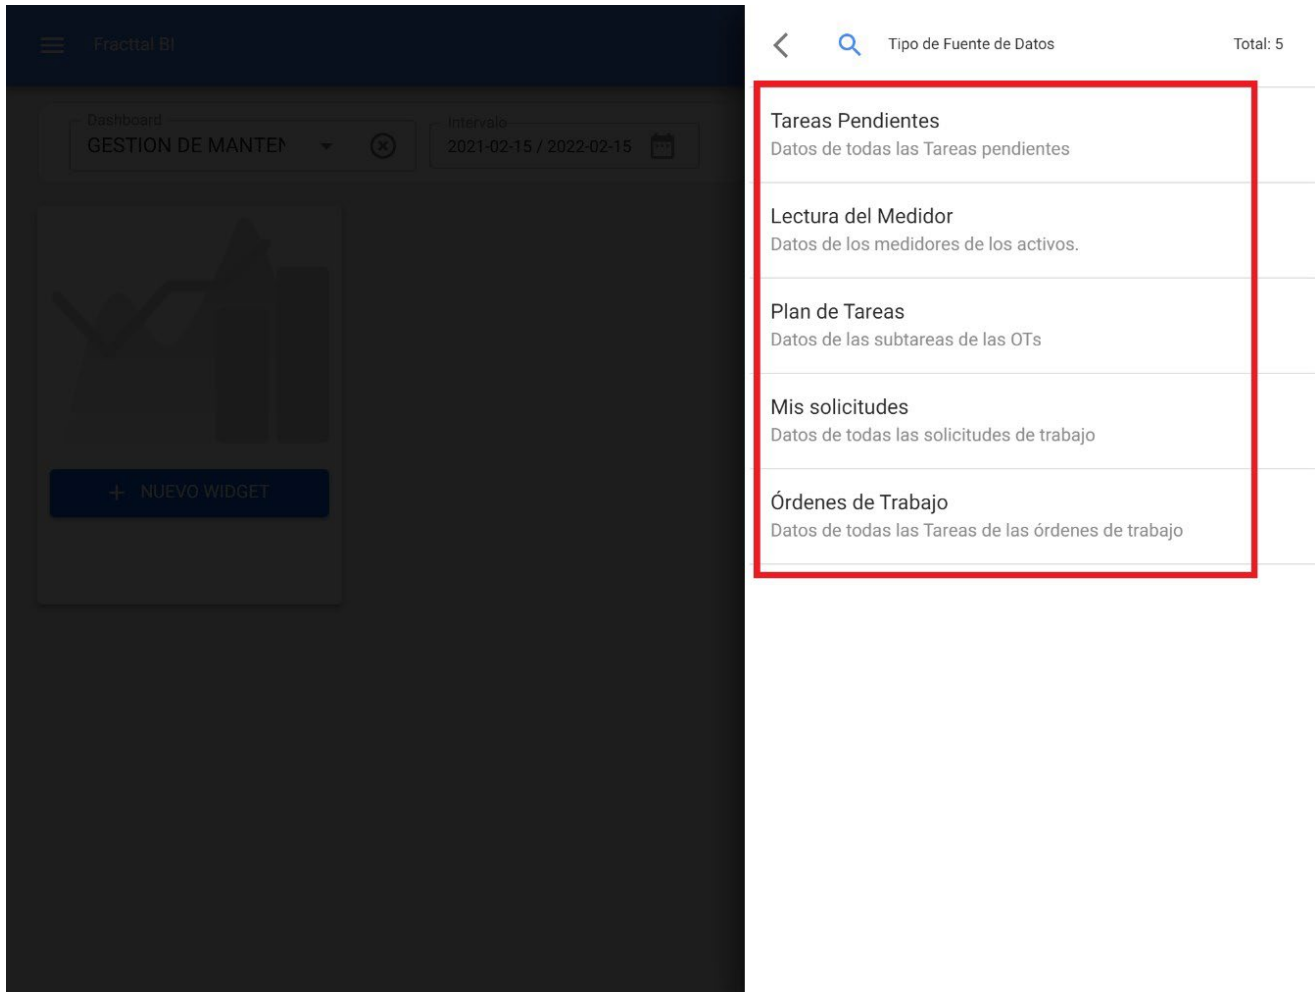 Fracttal BI
Dashboard
GESTION DE MANTEN
Intervalo
2021-02-15 / 2022-02-15
+ NUEVO WIDGET
Tipo de Fuente de Datos
Total: 5
Tareas Pendientes
Datos de todas las Tareas pendientes
Lectura del Medidor
Datos de los medidores de los activos.
Plan de Tareas
Datos de las subtareas de las OTs
Mis solicitudes
Datos de todas las solicitudes de trabajo
Órdenes de Trabajo
Datos de todas las Tareas de las órdenes de trabajo